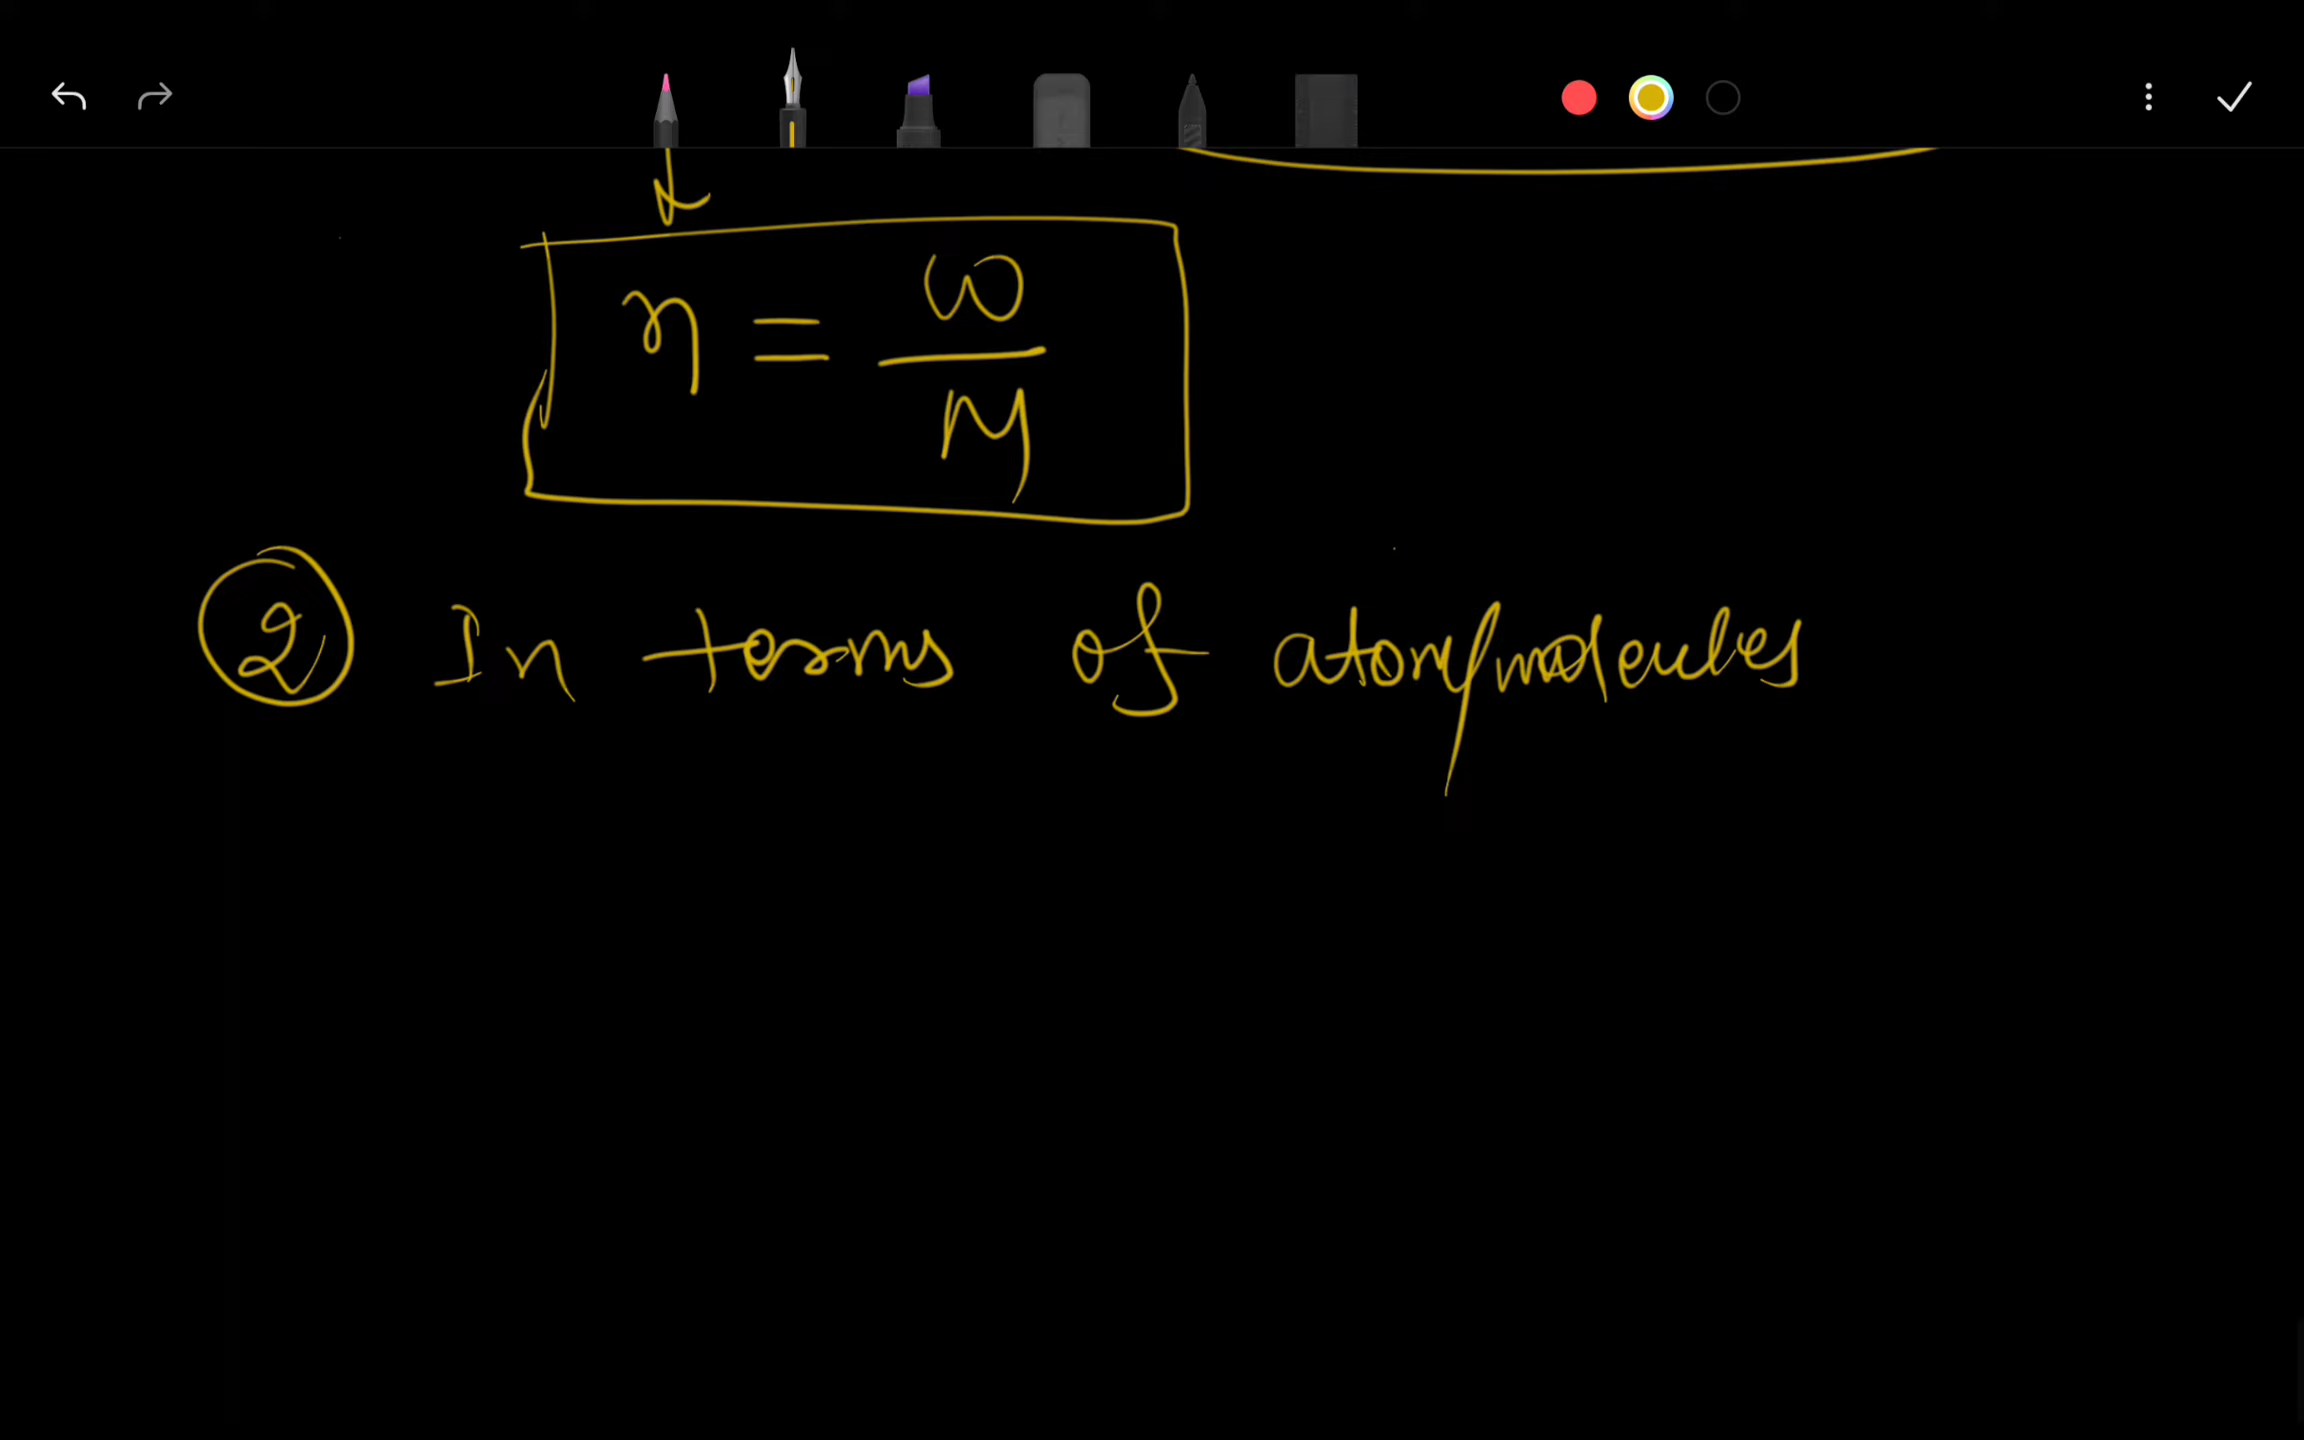 n = w/M
② In terms of atom/molecules